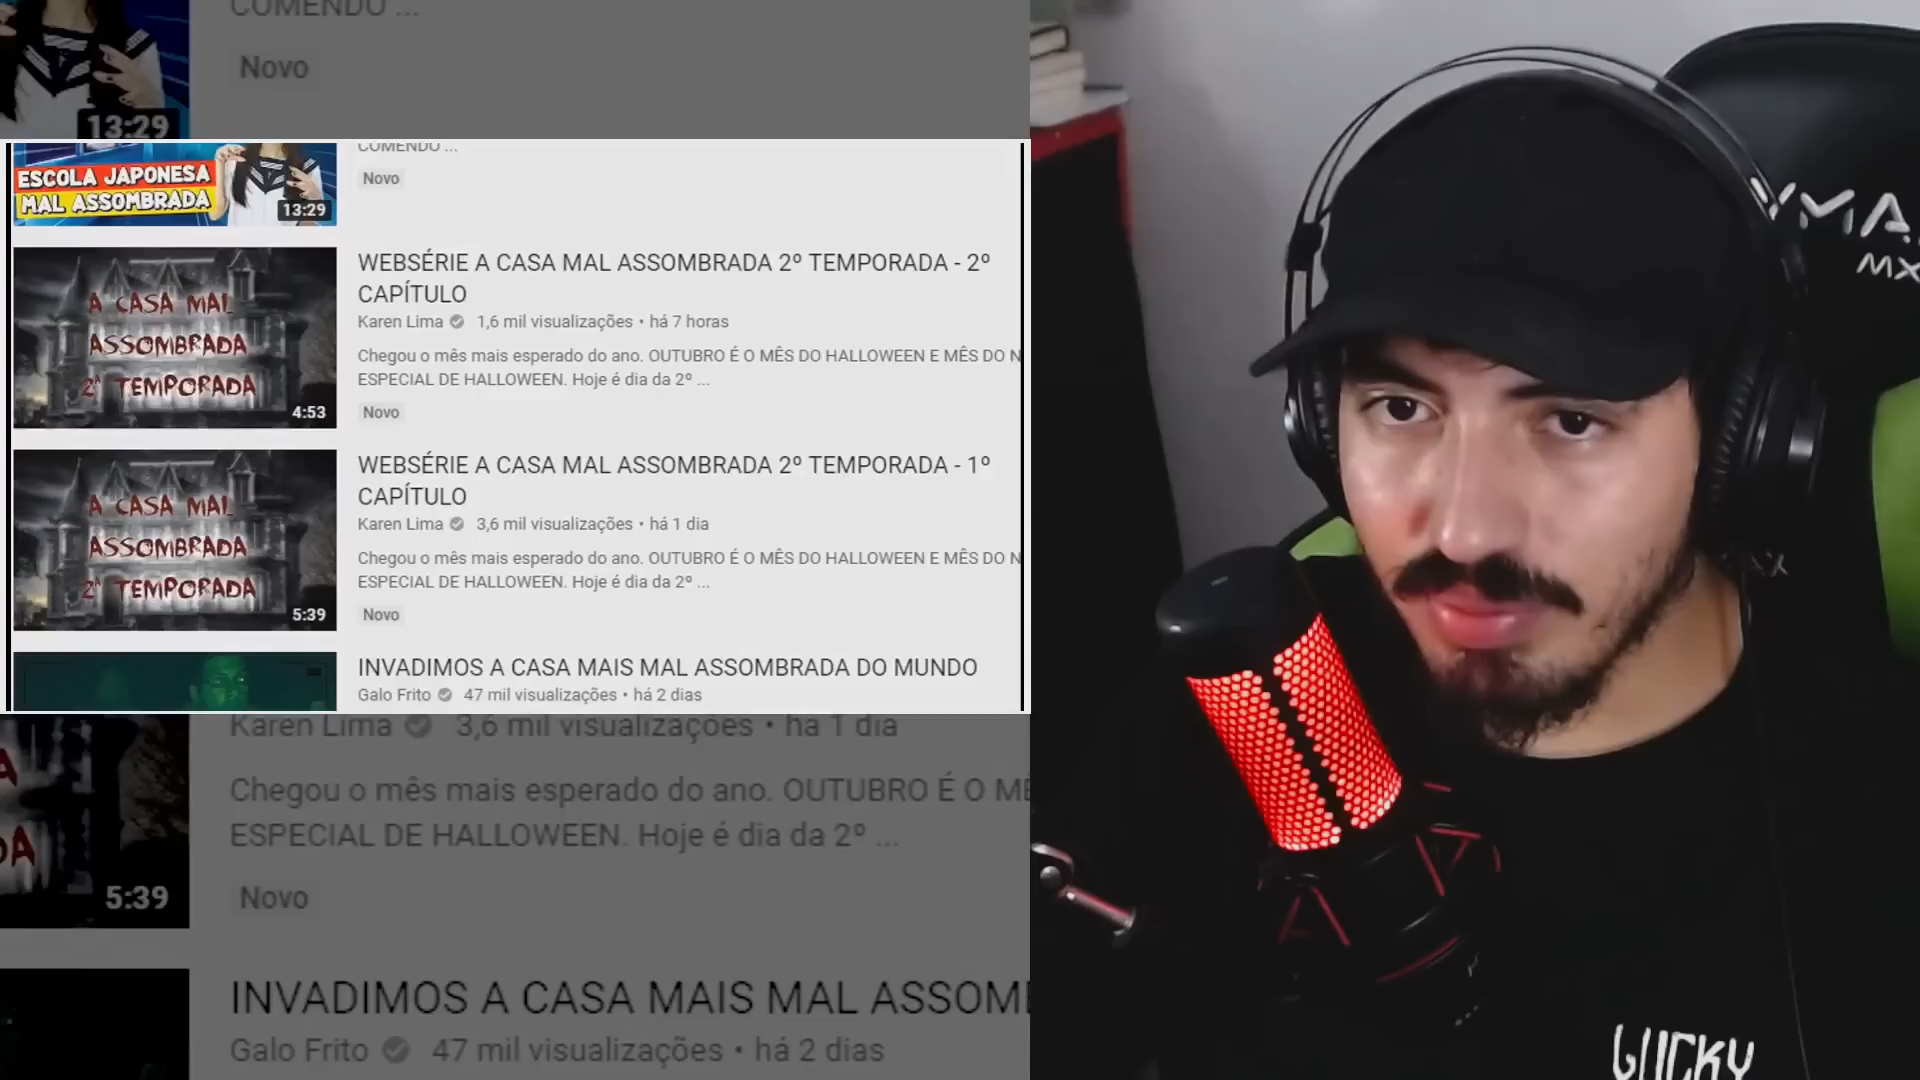 COMENDO ...
Novo
13:29
COMENDO ...
ESCOLA JAPONESA
MAL ASSOMBRADA
13:29
Novo
WEBSÉRIE A CASA MAL ASSOMBRADA 2º TEMPORADA - 2º
CAPÍTULO
Karen Lima 1,6 mil visualizações • há 7 horas
Chegou o mês mais esperado do ano. OUTUBRO É O MÊS DO HALLOWEEN E MÊS DO N
ESPECIAL DE HALLOWEEN. Hoje é dia da 2º ...
Novo
A CASA MAL
ASSOMBRADA
2ª TEMPORADA
4:53
WEBSÉRIE A CASA MAL ASSOMBRADA 2º TEMPORADA - 1º
CAPÍTULO
Karen Lima 3,6 mil visualizações • há 1 dia
Chegou o mês mais esperado do ano. OUTUBRO É O MÊS DO HALLOWEEN E MÊS DO N
ESPECIAL DE HALLOWEEN. Hoje é dia da 2º ...
Novo
A CASA MAL
ASSOMBRADA
2ª TEMPORADA
5:39
INVADIMOS A CASA MAIS MAL ASSOMBRADA DO MUNDO
Galo Frito 47 mil visualizações • há 2 dias
Karen Lima 3,6 mil visualizações • há 1 dia
Chegou o mês mais esperado do ano. OUTUBRO É O MÊ
ESPECIAL DE HALLOWEEN. Hoje é dia da 2º ...
A
DA
5:39
Novo
INVADIMOS A CASA MAIS MAL ASSOM
Galo Frito 47 mil visualizações • há 2 dias
MX
LUCKY